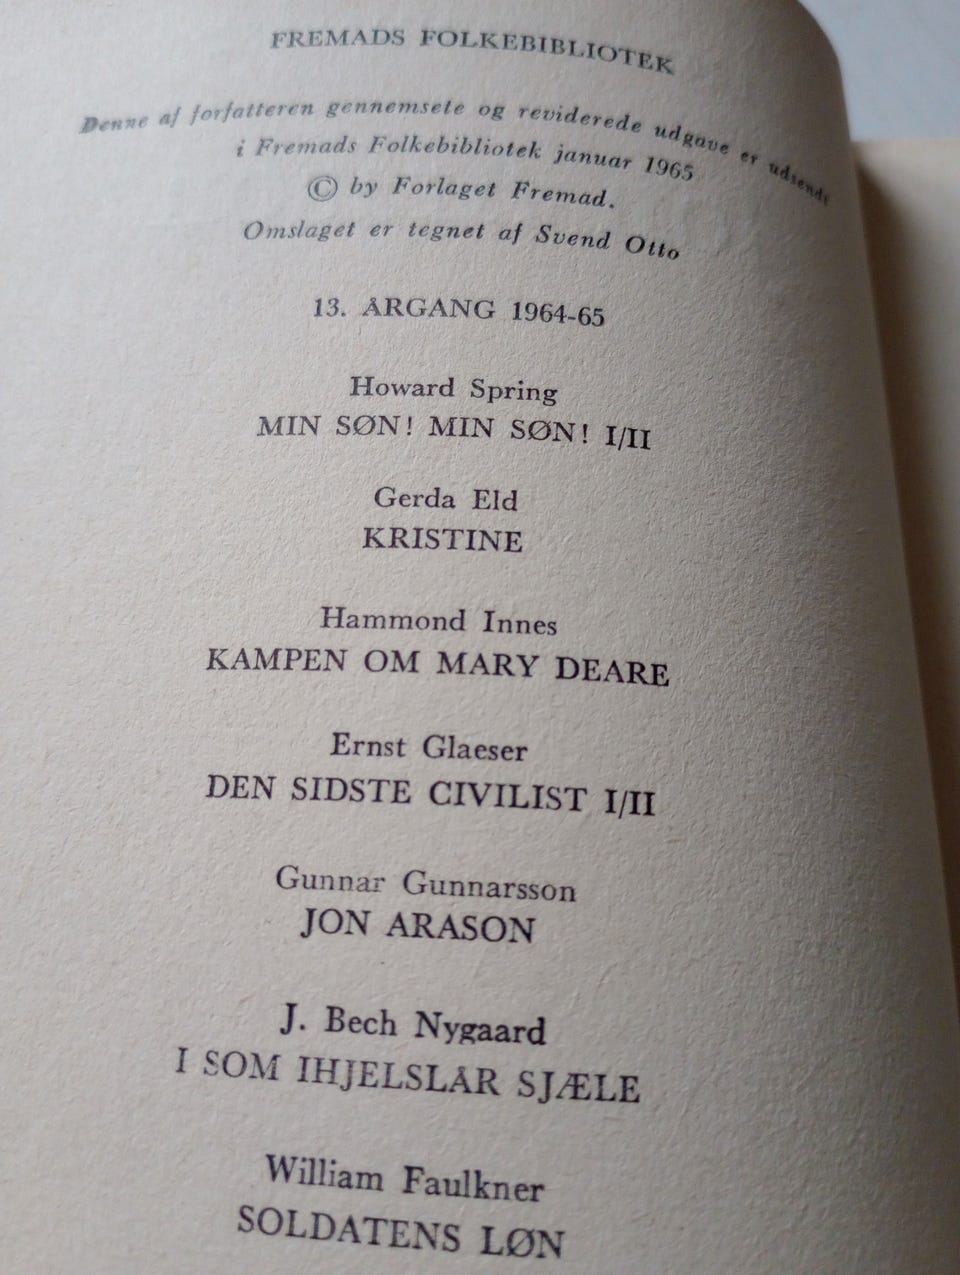 FREMADS FOLKEBIBLIOTEK
Denne af forfatteren gennemsete og reviderede udgave er udsendt
i Fremads Folkebibliotek januar 1965
© by Forlaget Fremad.
Omslaget er tegnet af Svend Otto
13. ÅRGANG 1964-65
Howard Spring
MIN SØN! MIN SØN! I/II
Gerda Eld
KRISTINE
Hammond Innes
KAMPEN OM MARY DEARE
Ernst Glaeser
DEN SIDSTE CIVILIST I/II
Gunnar Gunnarsson
JON ARASON
J. Bech Nygaard
I SOM IHJELSLÅR SJÆLE
William Faulkner
SOLDATENS LØN